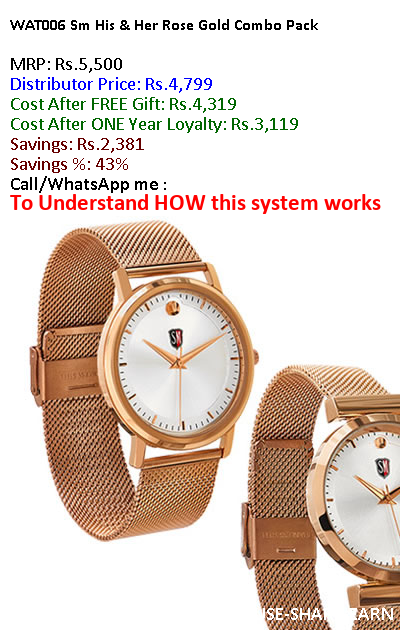 WAT006 Sm His & Her Rose Gold Combo Pack
MRP: Rs.5,500
Distributor Price: Rs.4,799
Cost After FREE Gift: Rs.4,319
Cost After ONE Year Loyalty: Rs.3,119
Savings: Rs.2,381
Savings %: 43%
Call/WhatsApp me :
To Understand HOW this system works
SM
SM